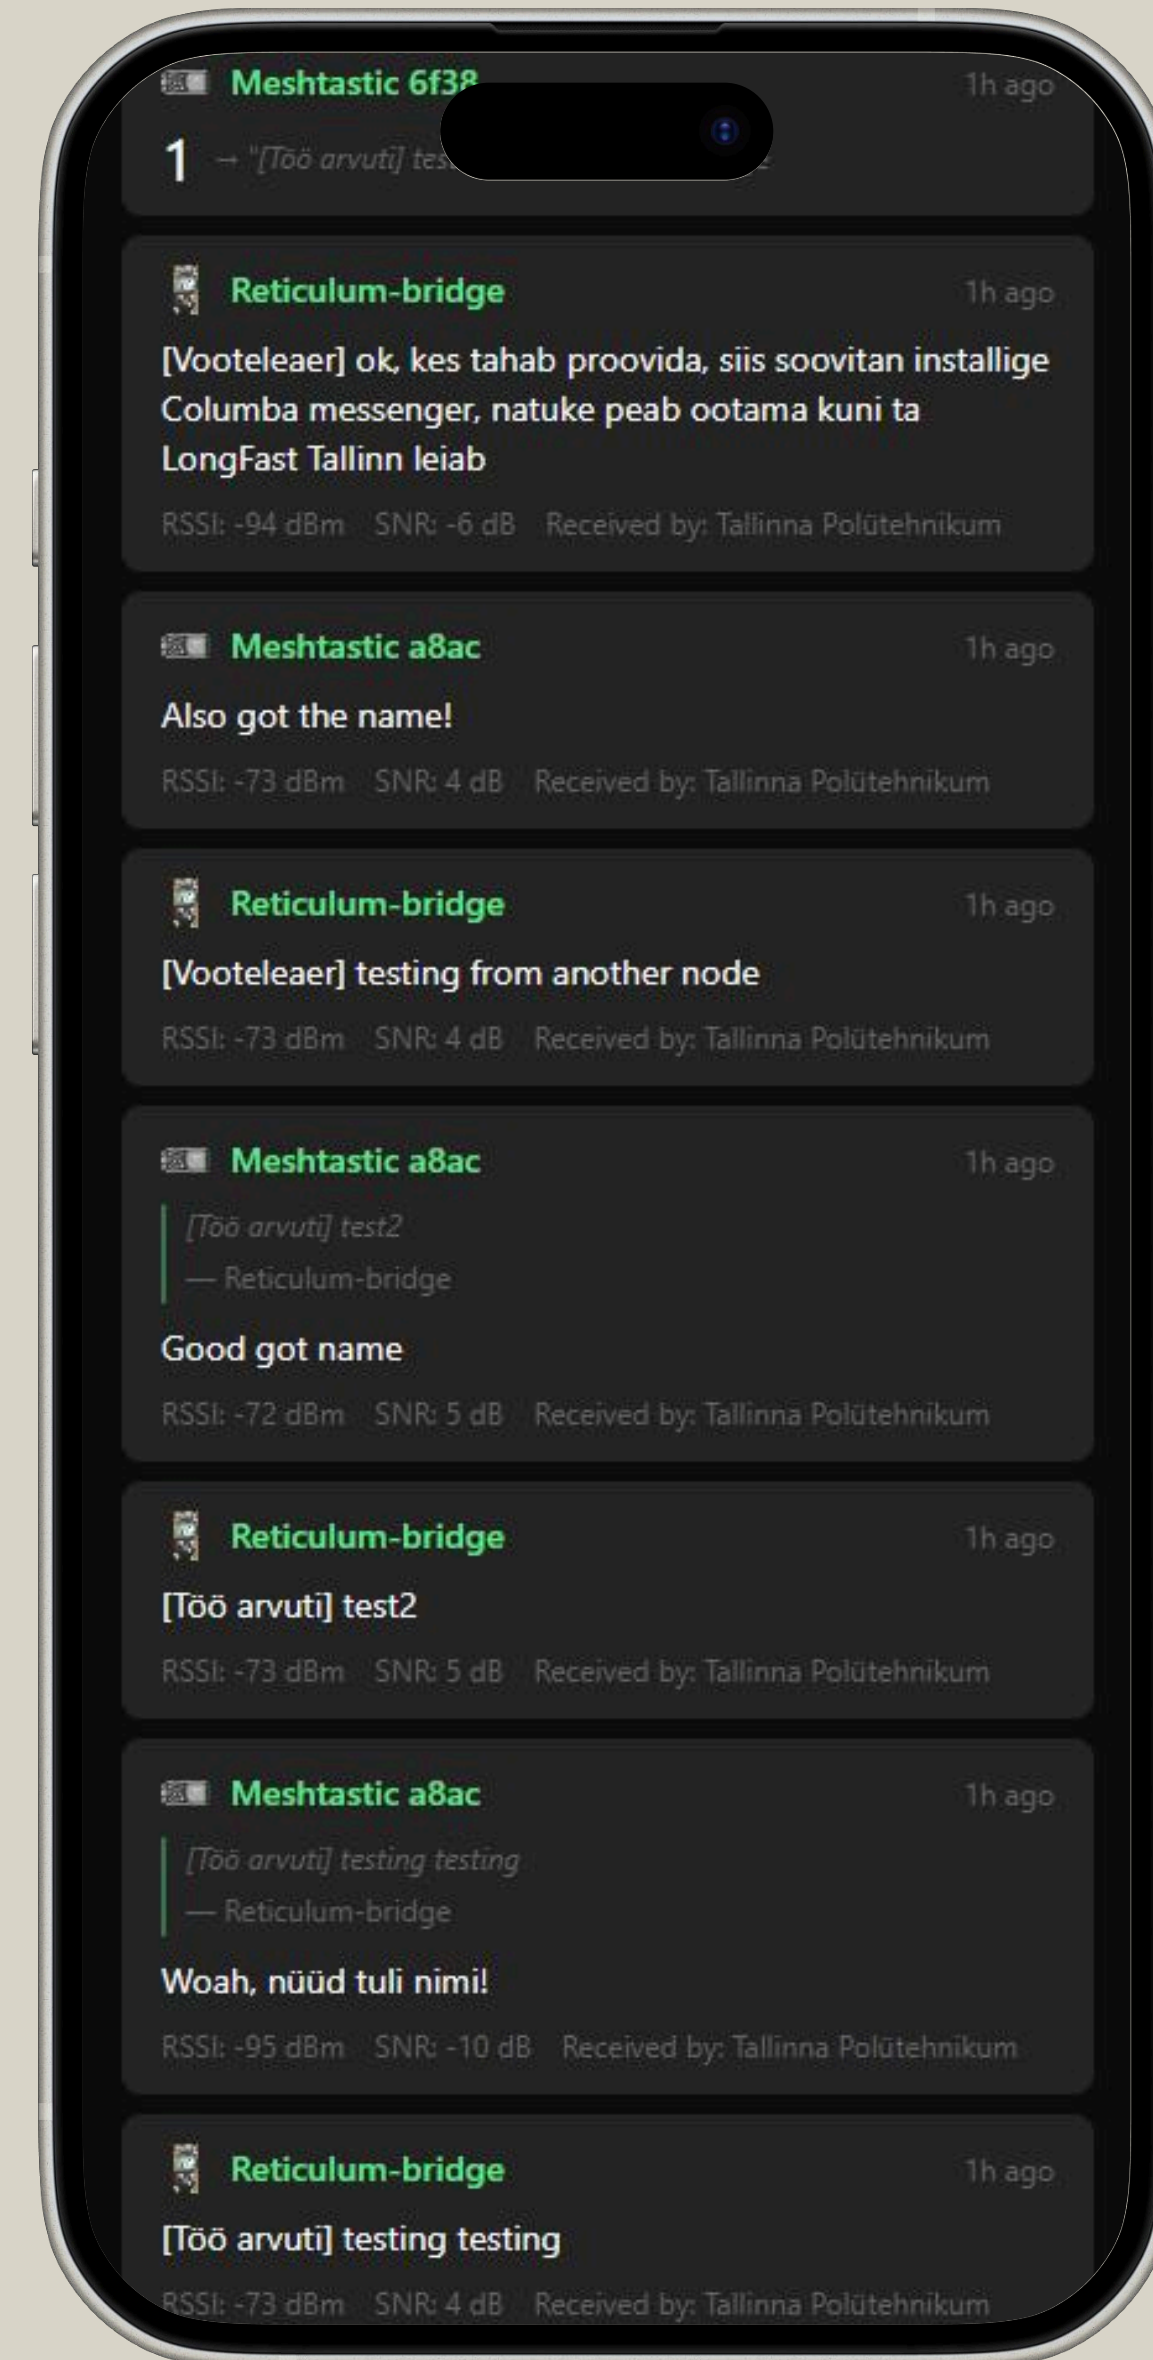 Meshtastic 6f38
1h ago
1 → "[Töö arvuti]
Reticulum-bridge
1h ago
[Vooteleaer] ok, kes tahab proovida, siis soovitan installige
Columba messenger, natuke peab ootama kuni ta
LongFast Tallinn leiab
RSSI: -94 dBm SNR: -6 dB Received by: Tallinna Polütehnikum
Meshtastic a8ac
1h ago
Also got the name!
RSSI: -73 dBm SNR: 4 dB Received by: Tallinna Polütehnikum
Reticulum-bridge
1h ago
[Vooteleaer] testing from another node
RSSI: -73 dBm SNR: 4 dB Received by: Tallinna Polütehnikum
Meshtastic a8ac
1h ago
[Töö arvuti] test2
— Reticulum-bridge
Good got name
RSSI: -72 dBm SNR: 5 dB Received by: Tallinna Polütehnikum
Reticulum-bridge
1h ago
[Töö arvuti] test2
RSSI: -73 dBm SNR: 5 dB Received by: Tallinna Polütehnikum
Meshtastic a8ac
1h ago
[Töö arvuti] testing testing
— Reticulum-bridge
Woah, nüüd tuli nimi!
RSSI: -95 dBm SNR: -10 dB Received by: Tallinna Polütehnikum
Reticulum-bridge
1h ago
[Töö arvuti] testing testing
RSSI: -73 dBm SNR: 4 dB Received by: Tallinna Polütehnikum